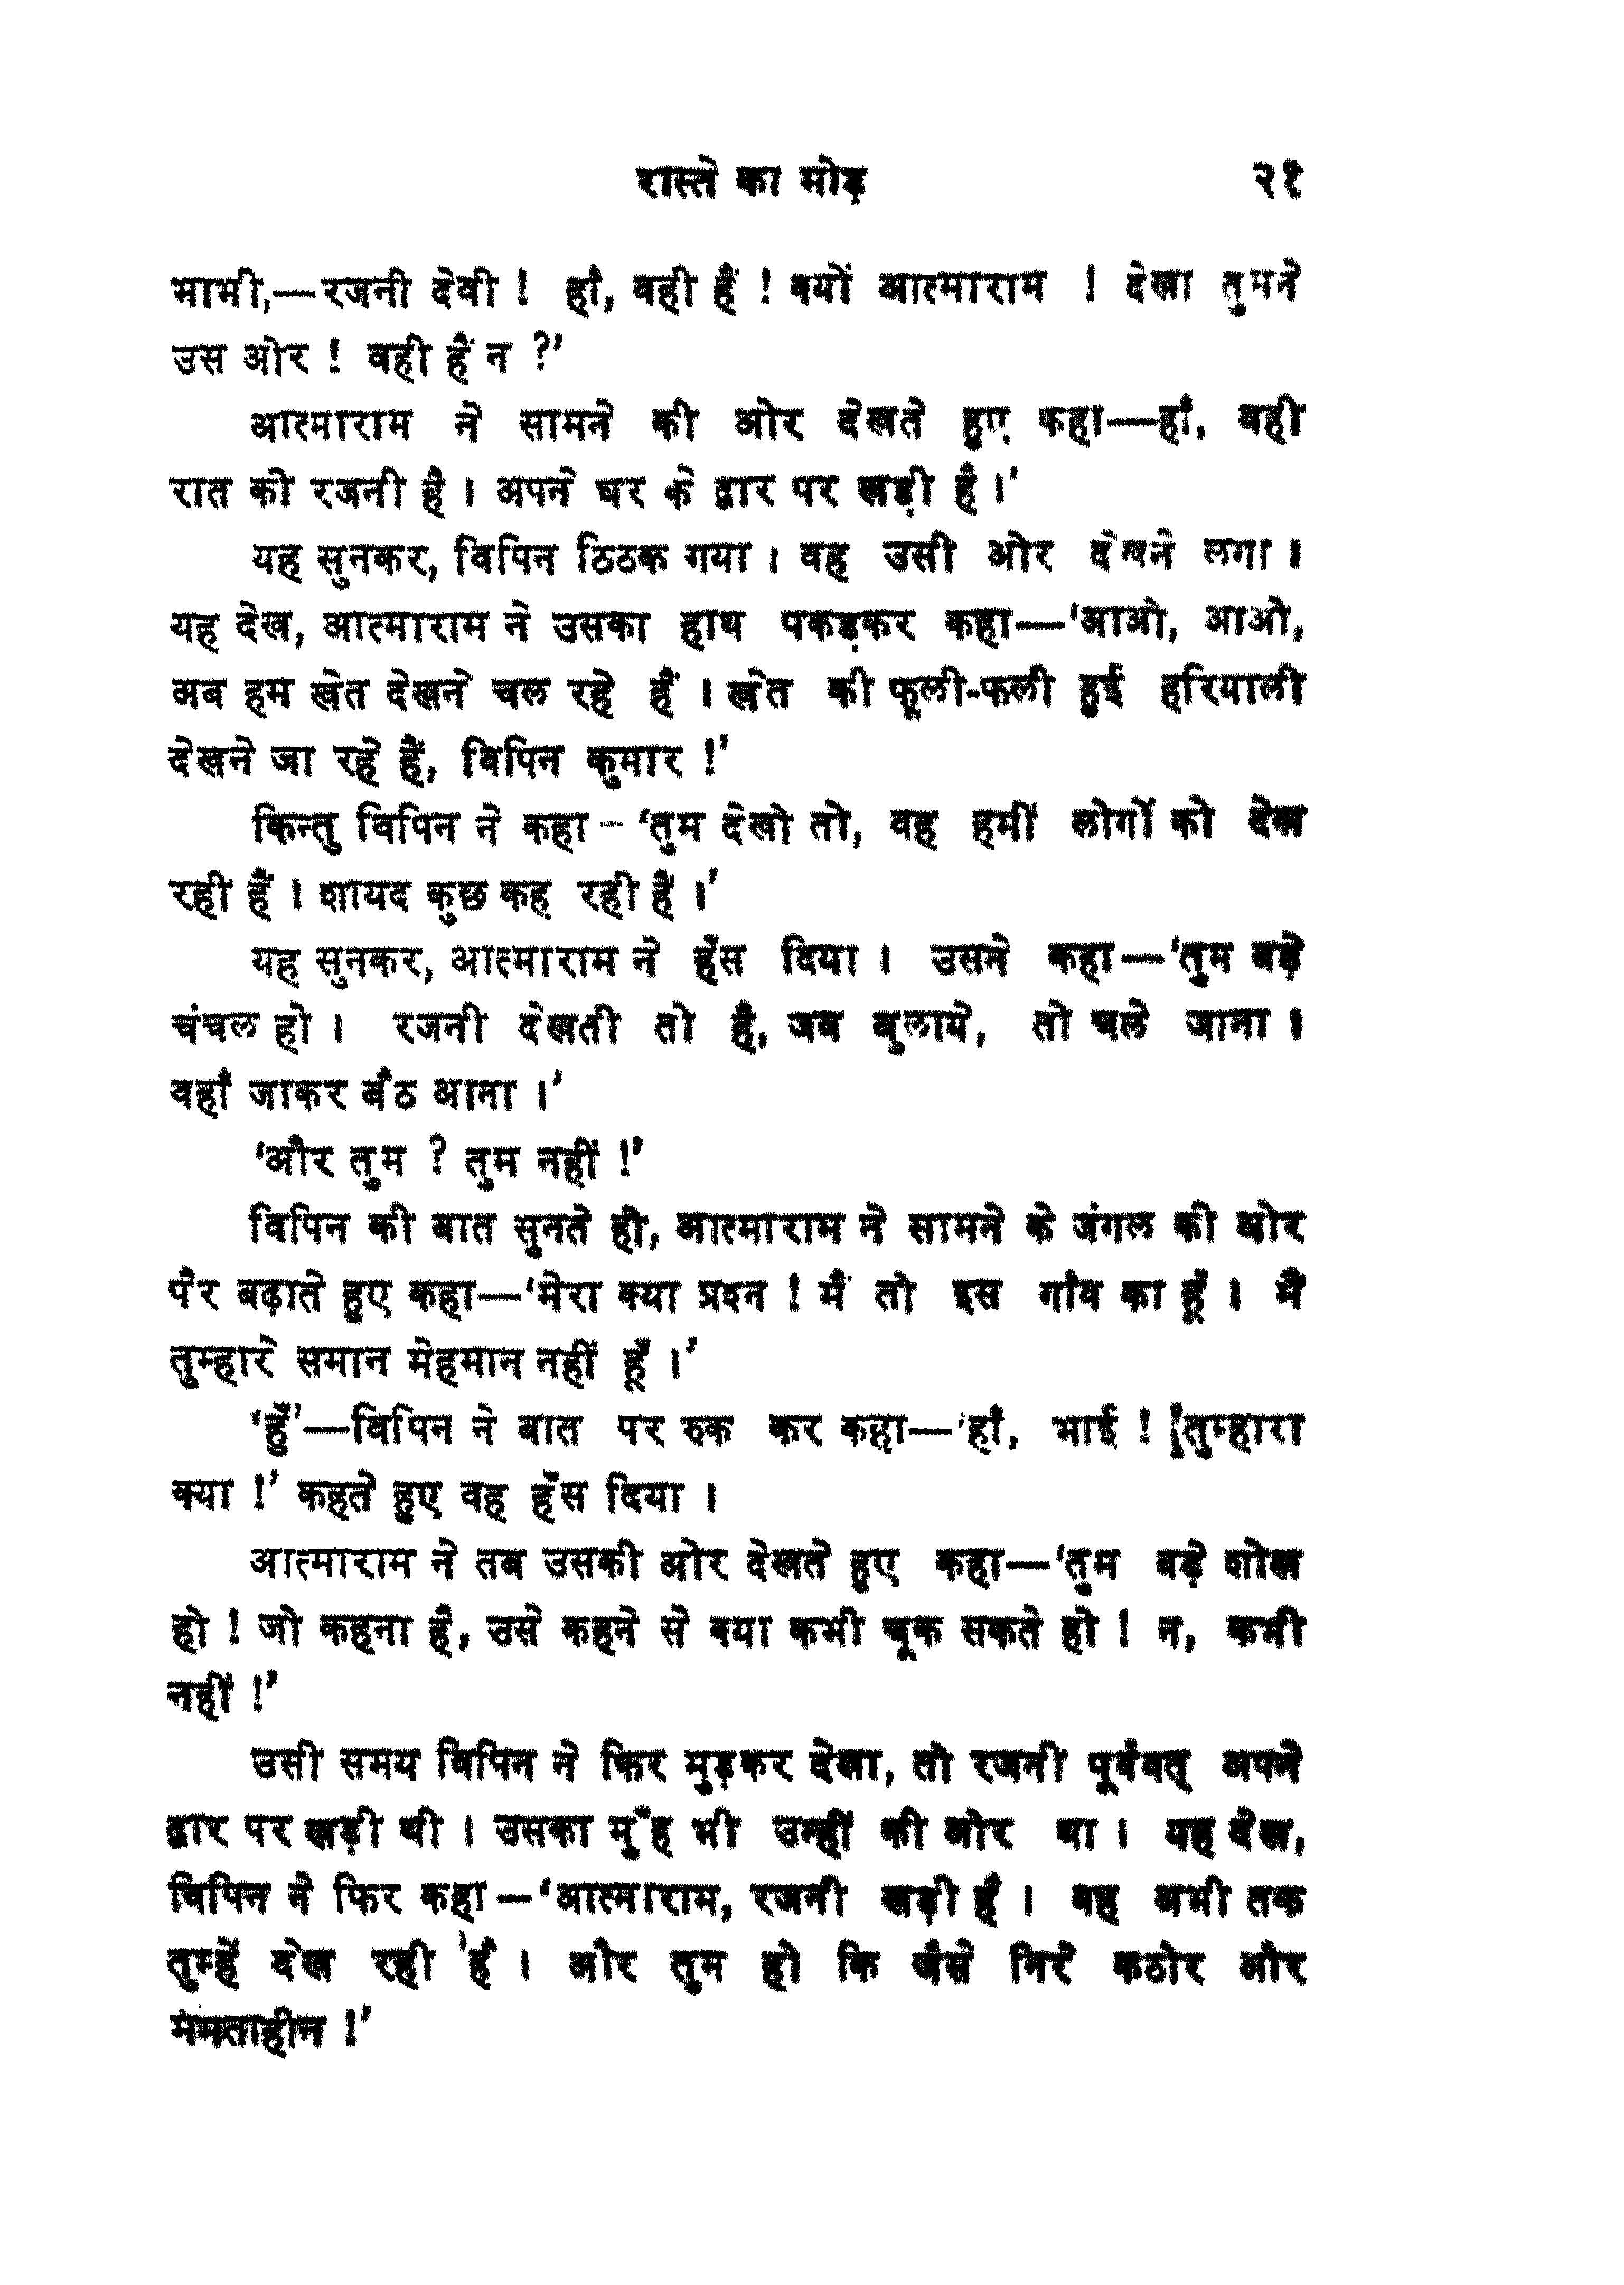 रास्ते का मोड़ २१
भाभी,—रजनी देवी ! हाँ, वही हैं ! क्यों आत्माराम ! देखा तुमने
उस ओर ! वही हैं न ?’
आत्माराम ने सामने की ओर देखते हुए कहा—हाँ, वही
रात की रजनी है । अपने घर के द्वार पर खड़ी है ।’
यह सुनकर, विपिन ठिठक गया । वह उसी ओर देखने लगा ।
यह देख, आत्माराम ने उसका हाथ पकड़कर कहा—‘आओ, आओ,
अब हम खेत देखने चल रहे हैं । खेत की फूली-फली हुई हरियाली
देखने जा रहे हैं, विपिन कुमार !’
किन्तु विपिन ने कहा – ‘तुम देखो तो, वह हमीं लोगों को देख
रही हैं । शायद कुछ कह रही हैं ।’
यह सुनकर, आत्माराम ने हँस दिया । उसने कहा—‘तुम बड़े
चंचल हो । रजनी देखती तो है, जब बुलाये, तो चले जाना ।
वहाँ जाकर बैठ आना ।’
‘और तुम ? तुम नहीं !’
विपिन की बात सुनते ही, आत्माराम ने सामने के जंगल की ओर
पैर बढ़ाते हुए कहा—‘मेरा क्या प्रश्न ! मैं तो इस गाँव का हूँ । मैं
तुम्हारे समान मेहमान नहीं हूँ ।’
‘हुँ’—विपिन ने बात पर रुक कर कहा—‘हाँ, भाई ! तुम्हारा
क्या !’ कहते हुए वह हँस दिया ।
आत्माराम ने तब उसकी ओर देखते हुए कहा—‘तुम बड़े शोख
हो ! जो कहना है, उसे कहने से क्या कभी चूक सकते हो ! न, कभी
नहीं !’
उसी समय विपिन ने फिर मुड़कर देखा, तो रजनी पूर्ववत् अपने
द्वार पर खड़ी थी । उसका मुँह भी उन्हीं की ओर था । यह देख,
विपिन ने फिर कहा—‘आत्माराम, रजनी खड़ी हैं । वह अभी तक
तुम्हें देख रही हैं । और तुम हो कि जैसे निरे कठोर और
ममताहीन !’